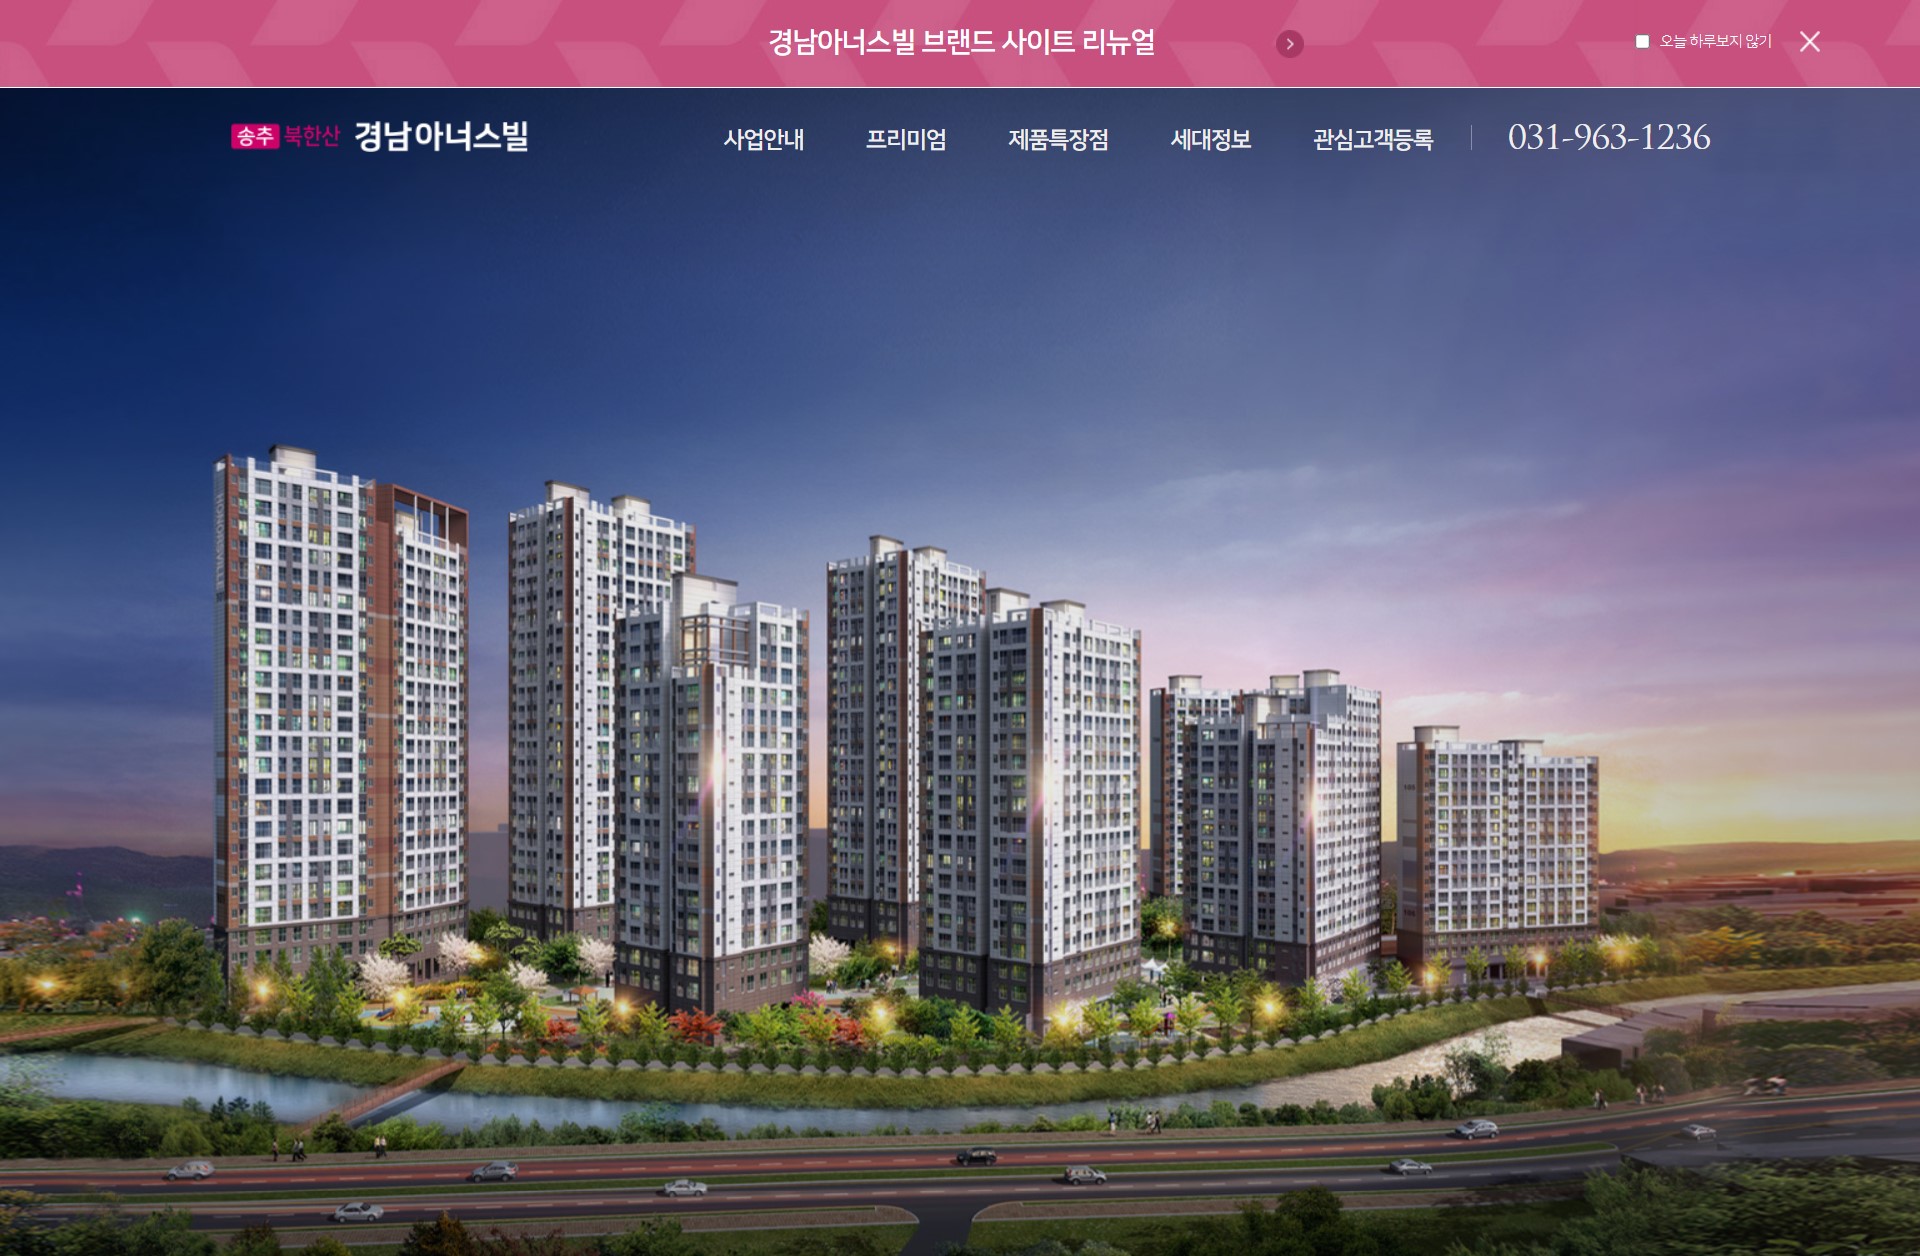 경남아너스빌 브랜드 사이트 리뉴얼
오늘 하루보지 않기
송추 북한산 경남아너스빌
사업안내 프리미엄 제품특장점 세대정보 관심고객등록 031-963-1236